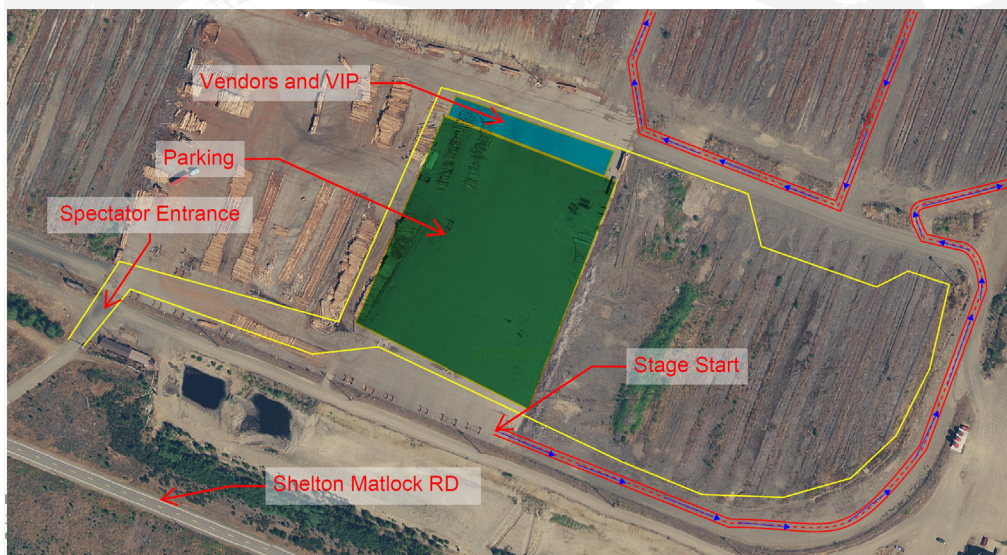 Vendors and VIP
Parking
Spectator Entrance
Stage Start
Shelton Matlock RD